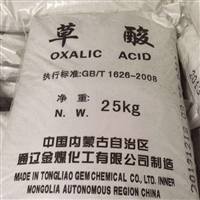 草酸
OXALIC ACID
执行标准:GB/T 1626-2008
净重:
N. W. 25kg
中国内蒙古自治区
通辽金煤化工有限公司制造
MADE IN TONGLIAO GEM CHEMICAL CO., LTD. INNER
MONGOLIA AUTONOMOUS REGION CHINA